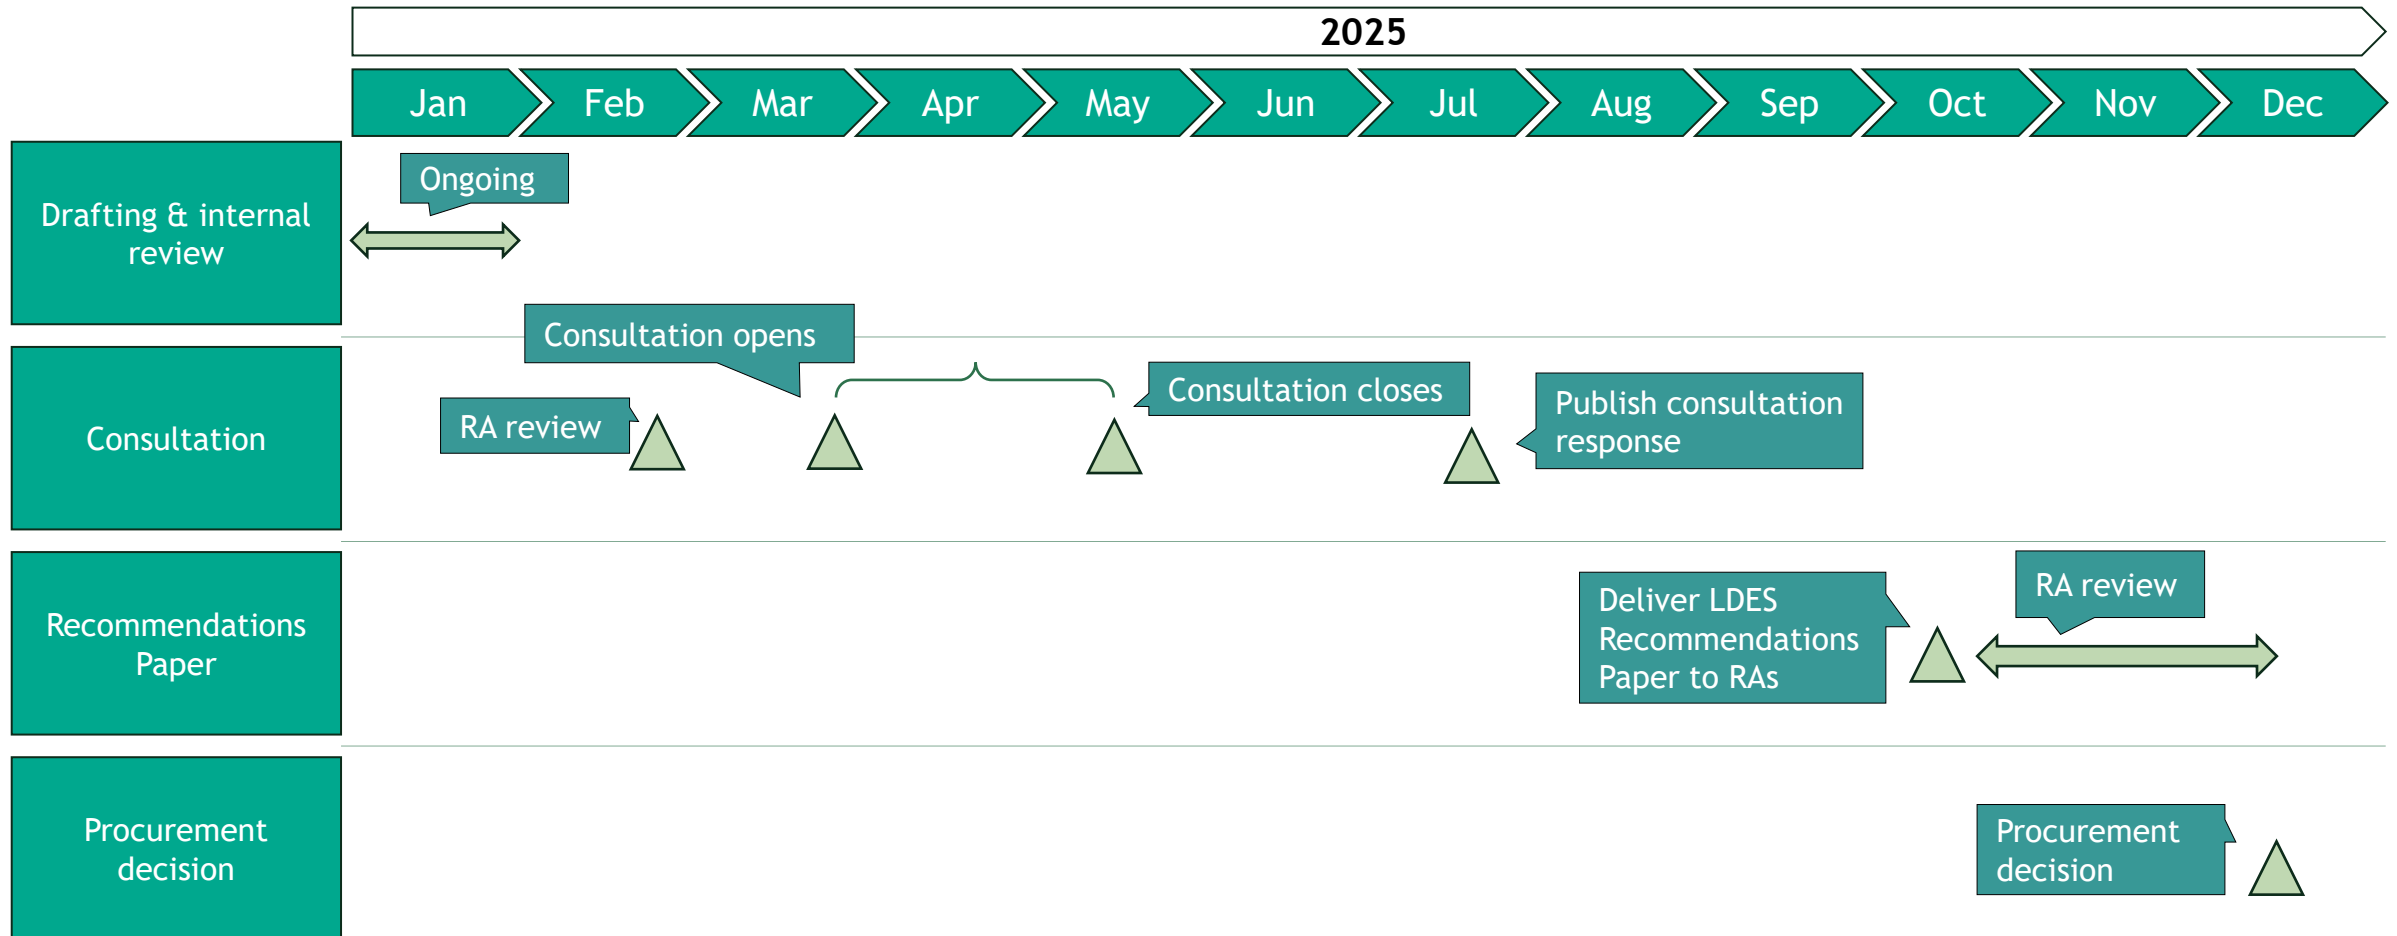 2025
Jan
Feb
Mar
Apr
May
Jun
Jul
Aug
Sep
Oct
Nov
Dec
Drafting & internal
review
Ongoing
Consultation
Consultation opens
RA review
Consultation closes
Publish consultation
response
Recommendations
Paper
Deliver LDES
Recommendations
Paper to RAs
RA review
Procurement
decision
Procurement
decision